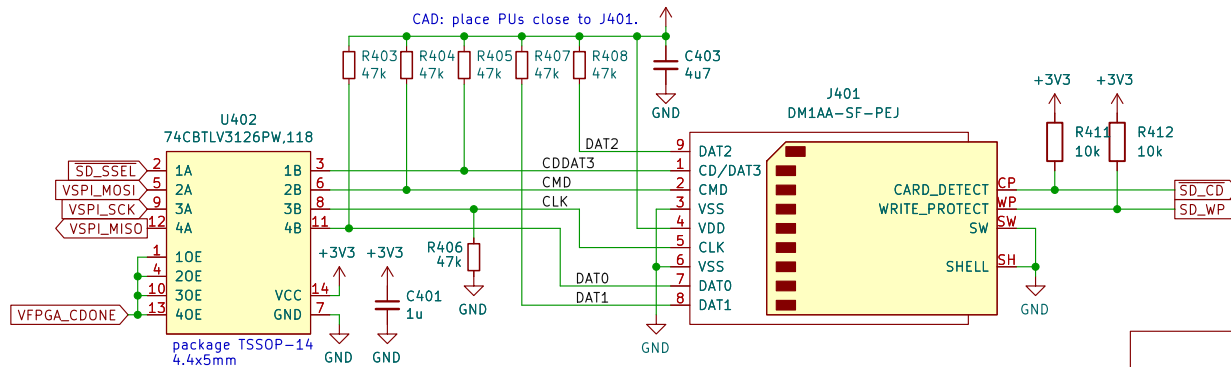 CAD: place PUs close to J401.
R403
47k
R404
47k
R405
47k
R407
47k
R408
47k
C403
4u7
GND
J401
DM1AA-SF-PEJ
+3V3
+3V3
R411
10k
R412
10k
U402
74CBTLV3126PW,118
SD_SSEL
2
1A
1B
3
CDDAT3
VSPI_MOSI
5
2A
2B
6
CMD
VSPI_SCK
9
3A
3B
8
CLK
VSPI_MISO
12
4A
4B
11
1
1OE
4
2OE
10
3OE
VFPGA_CDONE
13
4OE
VCC
14
GND
7
+3V3
+3V3
C401
1u
GND
GND
package TSSOP-14
4.4x5mm
R406
47k
GND
DAT2
DAT0
DAT1
9
DAT2
1
CD/DAT3
2
CMD
3
VSS
4
VDD
5
CLK
6
VSS
7
DAT0
8
DAT1
GND
CARD_DETECT
CP
SD_CD
WRITE_PROTECT
WP
SD_WP
SW
SW
SHELL
SH
GND